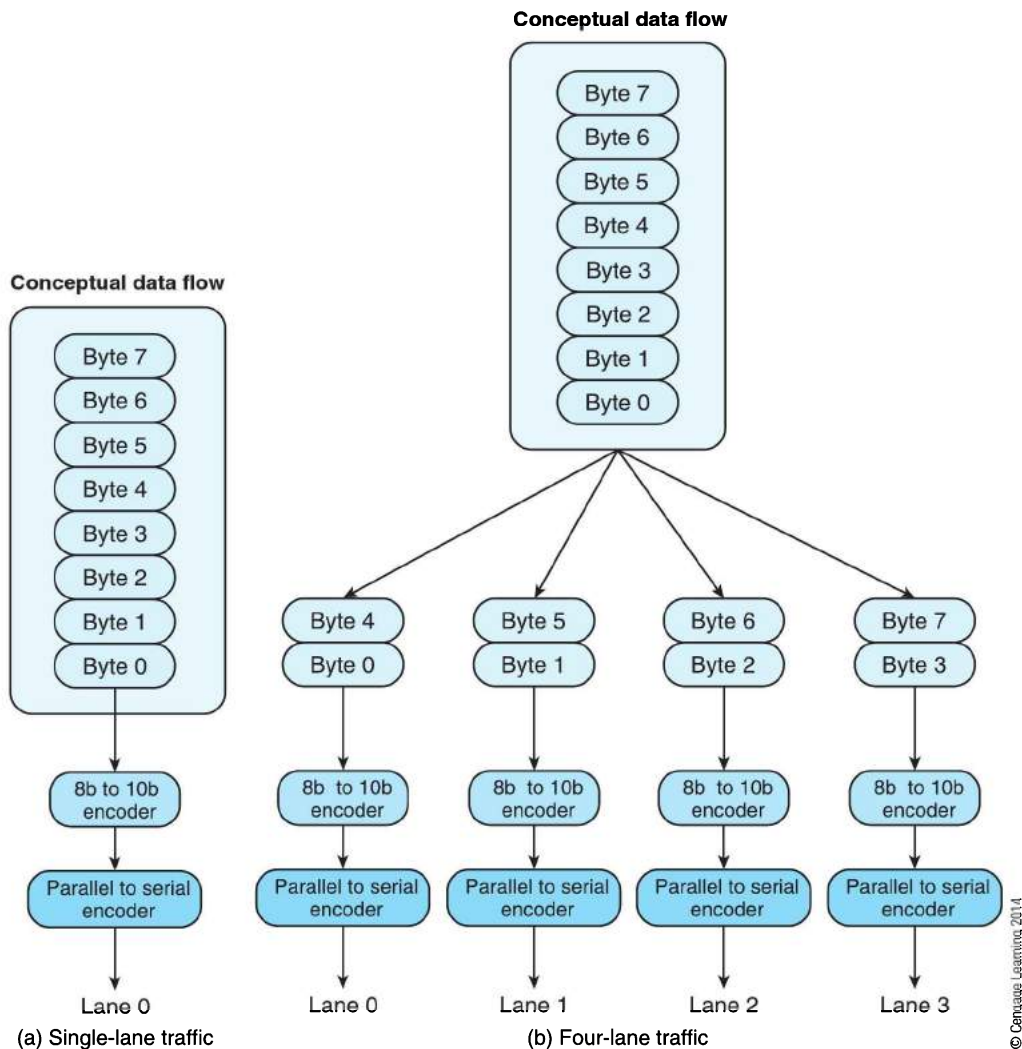 Conceptual data flow
Byte 7
Byte 6
Byte 5
Byte 4
Byte 3
Byte 2
Byte 1
Byte 0
8b to 10b
encoder
Parallel to serial
encoder
Lane 0
(a) Single-lane traffic
Conceptual data flow
Byte 7
Byte 6
Byte 5
Byte 4
Byte 3
Byte 2
Byte 1
Byte 0
Byte 4
Byte 0
8b to 10b
encoder
Parallel to serial
encoder
Lane 0
Byte 5
Byte 1
8b to 10b
encoder
Parallel to serial
encoder
Lane 1
Byte 6
Byte 2
8b to 10b
encoder
Parallel to serial
encoder
Lane 2
Byte 7
Byte 3
8b to 10b
encoder
Parallel to serial
encoder
Lane 3
(b) Four-lane traffic
© Cengage Learning 2014